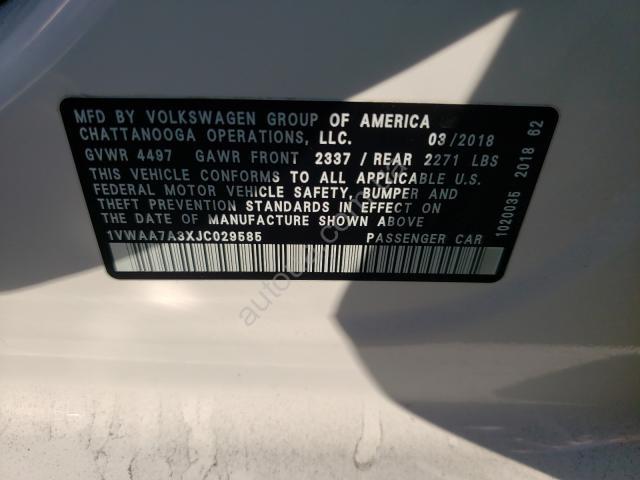 MFD BY VOLKSWAGEN GROUP OF AMERICA
CHATTANOOGA OPERATIONS, LLC. 03/2018
GVWR 4497 GAWR FRONT 2337 / REAR 2271 LBS
THIS VEHICLE CONFORMS TO ALL APPLICABLE U.S.
FEDERAL MOTOR VEHICLE SAFETY, BUMPER AND
THEFT PREVENTION STANDARDS IN EFFECT ON
THE DATE OF MANUFACTURE SHOWN ABOVE
1VWAA7A3XJC029585 PASSENGER CAR
1020035 2018 62